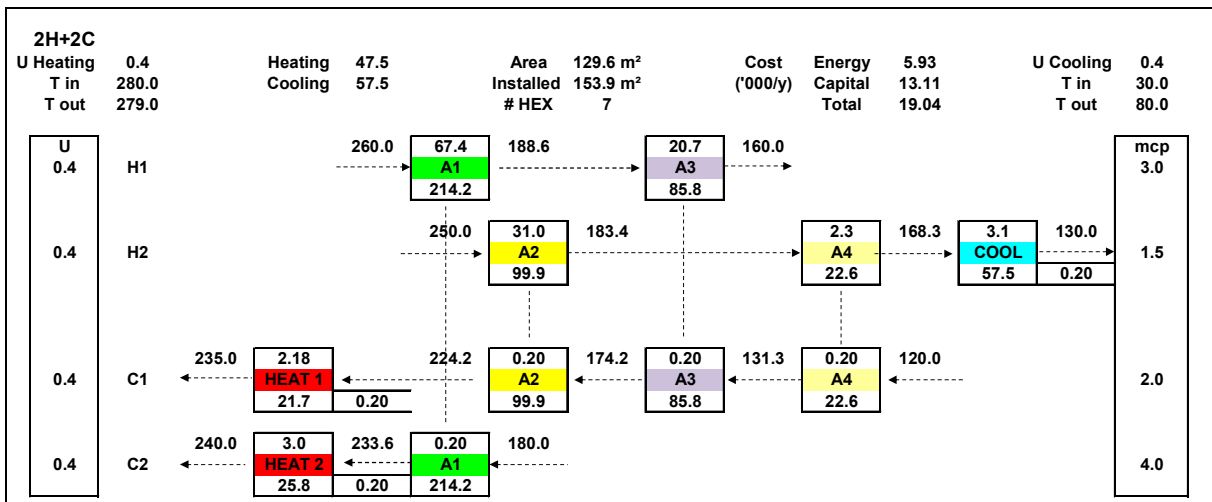 2H+2C
U Heating 0.4 Heating 47.5 Area 129.6 m² Cost Energy 5.93 U Cooling 0.4
T in 280.0 Cooling 57.5 Installed 153.9 m² ('000/y) Capital 13.11 T in 30.0
T out 279.0 # HEX 7 Total 19.04 T out 80.0
U 260.0 67.4 188.6 20.7 160.0 mcp
0.4 H1 A1 A3 3.0
214.2 85.8
250.0 31.0 183.4 2.3 168.3 3.1 130.0
0.4 H2 A2 A4 COOL 1.5
99.9 22.6 57.5 0.20
235.0 2.18 224.2 0.20 174.2 0.20 131.3 0.20 120.0
0.4 C1 HEAT 1 A2 A3 A4 2.0
21.7 0.20 99.9 85.8 22.6
240.0 3.0 233.6 0.20 180.0
0.4 C2 HEAT 2 A1 4.0
25.8 0.20 214.2